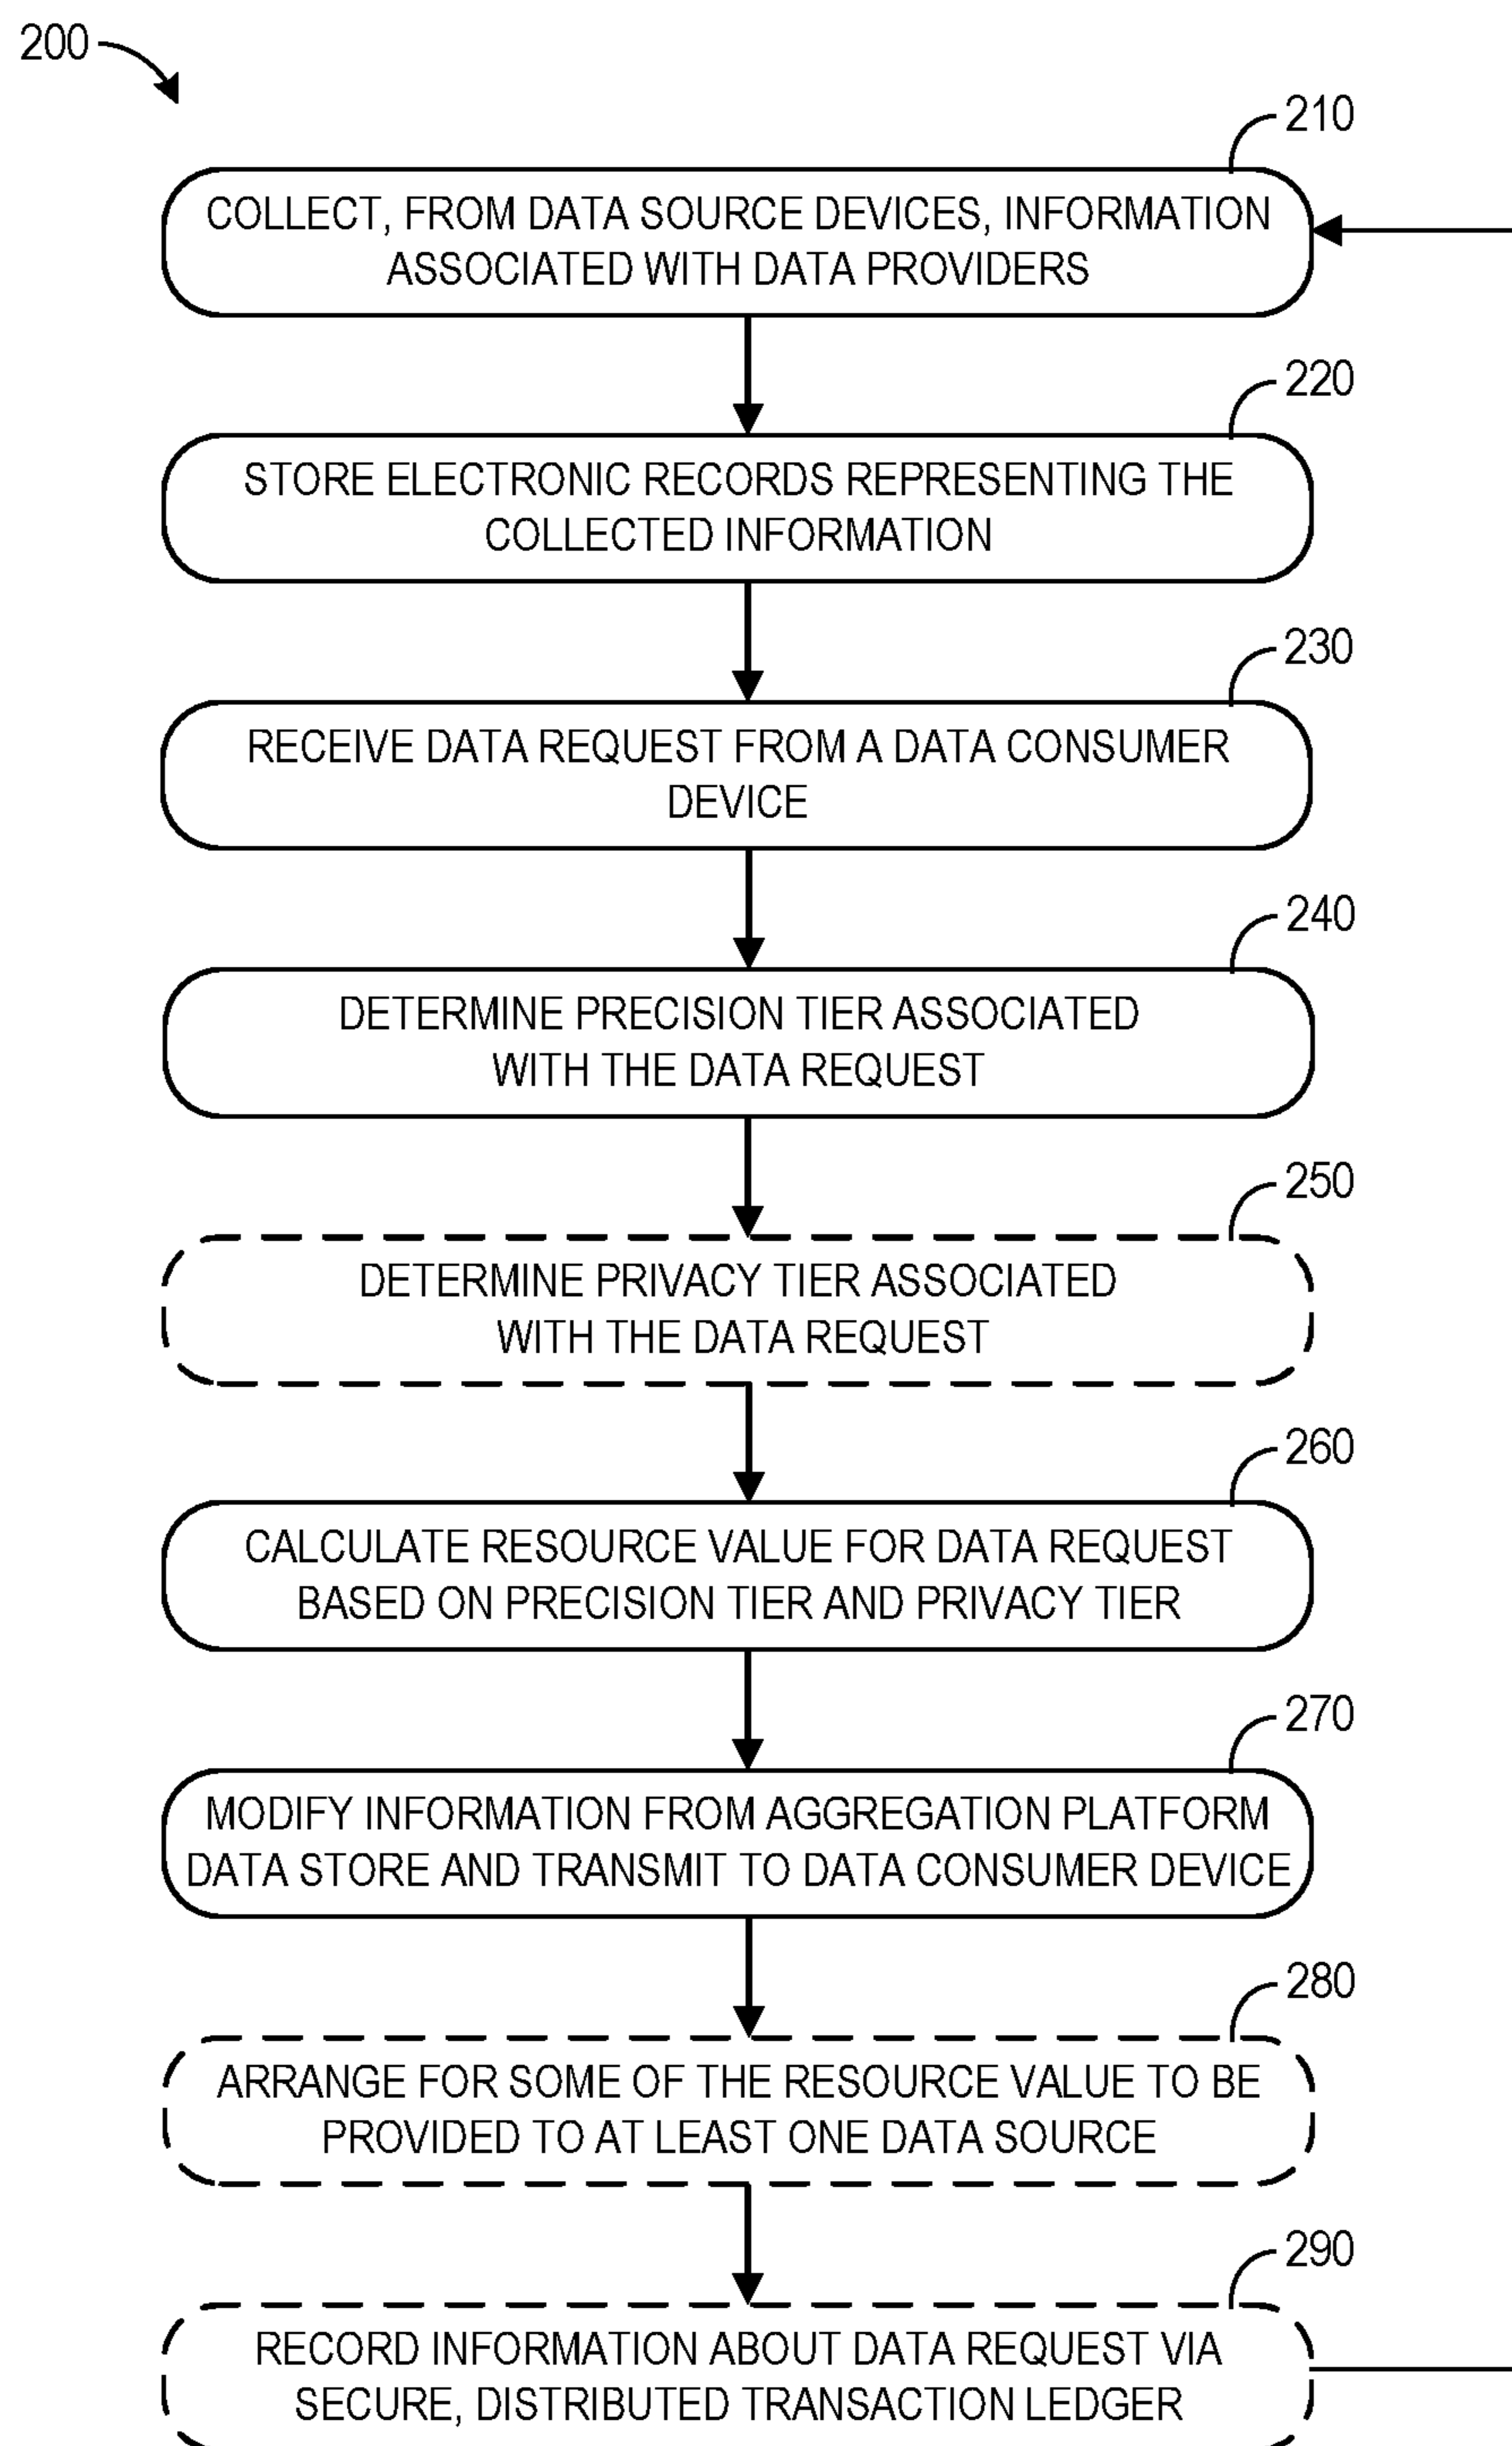 200
210
COLLECT, FROM DATA SOURCE DEVICES, INFORMATION
ASSOCIATED WITH DATA PROVIDERS
220
STORE ELECTRONIC RECORDS REPRESENTING THE
COLLECTED INFORMATION
230
RECEIVE DATA REQUEST FROM A DATA CONSUMER
DEVICE
240
DETERMINE PRECISION TIER ASSOCIATED
WITH THE DATA REQUEST
250
DETERMINE PRIVACY TIER ASSOCIATED
WITH THE DATA REQUEST
260
CALCULATE RESOURCE VALUE FOR DATA REQUEST
BASED ON PRECISION TIER AND PRIVACY TIER
270
MODIFY INFORMATION FROM AGGREGATION PLATFORM
DATA STORE AND TRANSMIT TO DATA CONSUMER DEVICE
280
ARRANGE FOR SOME OF THE RESOURCE VALUE TO BE
PROVIDED TO AT LEAST ONE DATA SOURCE
290
RECORD INFORMATION ABOUT DATA REQUEST VIA
SECURE, DISTRIBUTED TRANSACTION LEDGER